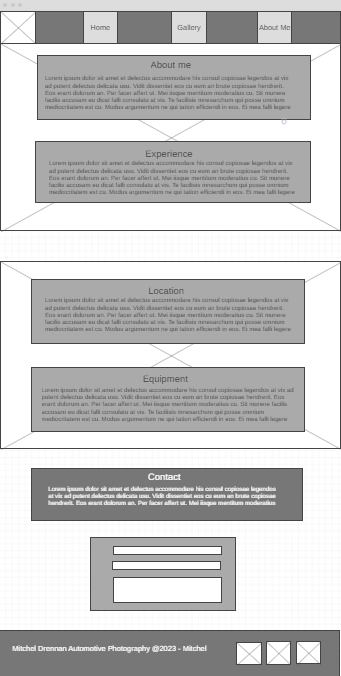 Home
Gallery
About Me
About me
Lorem ipsum dolor sit amet ei delectus accommodare his consul copiosae legendos at vix
ad putent delectus delicata usu. Vidit dissentiet eos cu eum an brute copiosae hendrerit.
Eos erant dolorum an. Per facer affert ut. Mei iisque mentitum moderatius cu. Sit munere
facilis accusam eu dicat falli consulatu at vis. Te facilisis mnesarchum qui posse omnium
mediocritatem est cu. Modus argumentum ne qui tation efficiendi in eos. Ei mea falli legere
Experience
Lorem ipsum dolor sit amet ei delectus accommodare his consul copiosae legendos at vix
ad putent delectus delicata usu. Vidit dissentiet eos cu eum an brute copiosae hendrerit.
Eos erant dolorum an. Per facer affert ut. Mei iisque mentitum moderatius cu. Sit munere
facilis accusam eu dicat falli consulatu at vis. Te facilisis mnesarchum qui posse omnium
mediocritatem est cu. Modus argumentum ne qui tation efficiendi in eos. Ei mea falli legere
Location
Lorem ipsum dolor sit amet ei delectus accommodare his consul copiosae legendos at vix
ad putent delectus delicata usu. Vidit dissentiet eos cu eum an brute copiosae hendrerit.
Eos erant dolorum an. Per facer affert ut. Mei iisque mentitum moderatius cu. Sit munere
facilis accusam eu dicat falli consulatu at vis. Te facilisis mnesarchum qui posse omnium
mediocritatem est cu. Modus argumentum ne qui tation efficiendi in eos. Ei mea falli legere
Equipment
Lorem ipsum dolor sit amet ei delectus accommodare his consul copiosae legendos at vix ad
putent delectus delicata usu. Vidit dissentiet eos cu eum an brute copiosae hendrerit. Eos
erant dolorum an. Per facer affert ut. Mei iisque mentitum moderatius cu. Sit munere facilis
accusam eu dicat falli consulatu at vis. Te facilisis mnesarchum qui posse omnium
mediocritatem est cu. Modus argumentum ne qui tation efficiendi in eos. Ei mea falli legere
Contact
Lorem ipsum dolor sit amet ei delectus accommodare his consul copiosae legendos
at vix ad putent delectus delicata usu. Vidit dissentiet eos cu eum an brute copiosae
hendrerit. Eos erant dolorum an. Per facer affert ut. Mei iisque mentitum moderatius
Mitchel Drennan Automotive Photography @2023 - Mitchel